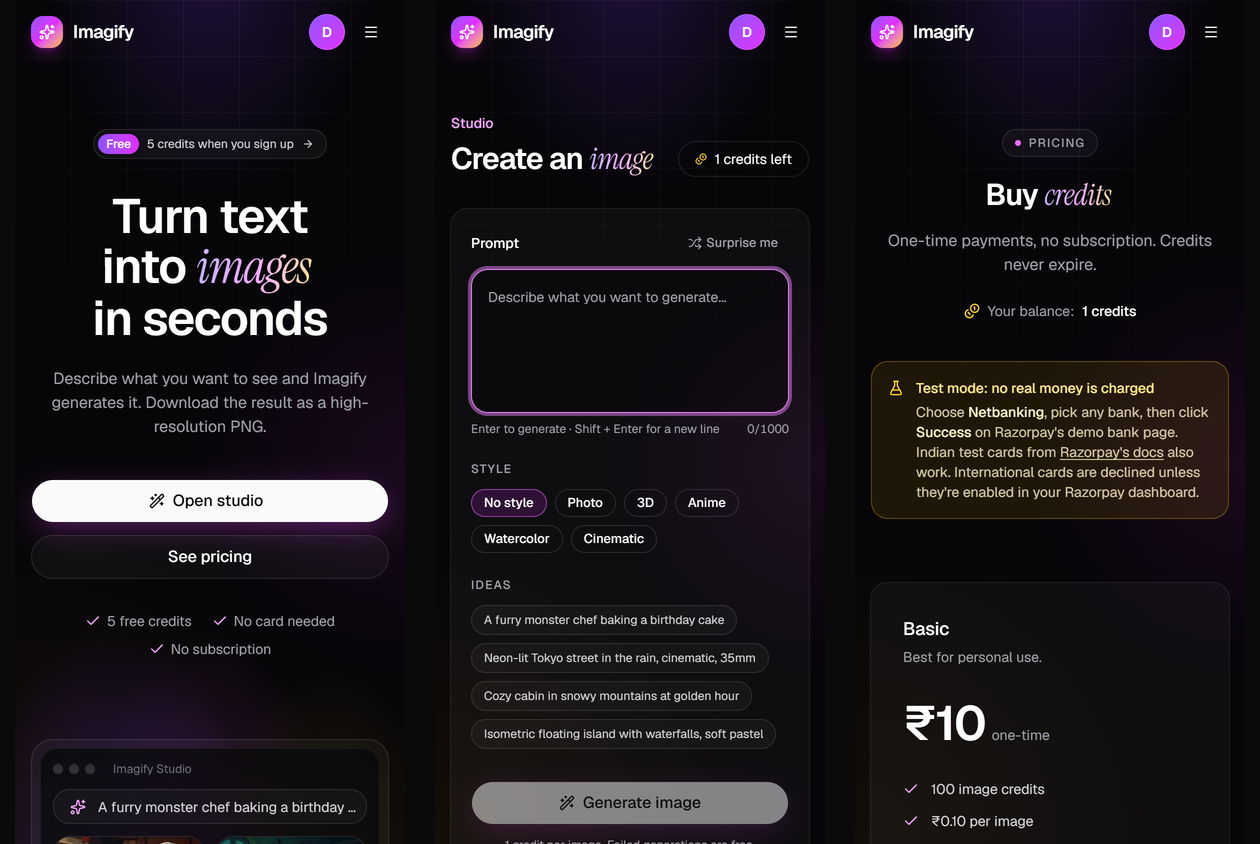 Imagify
D
Free 5 credits when you sign up →
Turn text
into images
in seconds
Describe what you want to see and Imagify
generates it. Download the result as a high-
resolution PNG.
Open studio
See pricing
5 free credits
No card needed
No subscription
Imagify Studio
A furry monster chef baking a birthday ...
Imagify
D
Studio
Create an image
1 credits left
Prompt
Surprise me
Describe what you want to generate...
Enter to generate · Shift + Enter for a new line
0/1000
STYLE
No style
Photo
3D
Anime
Watercolor
Cinematic
IDEAS
A furry monster chef baking a birthday cake
Neon-lit Tokyo street in the rain, cinematic, 35mm
Cozy cabin in snowy mountains at golden hour
Isometric floating island with waterfalls, soft pastel
Generate image
1 credit per image. Failed generations are free.
Imagify
D
PRICING
Buy credits
One-time payments, no subscription. Credits
never expire.
Your balance: 1 credits
Test mode: no real money is charged
Choose Netbanking, pick any bank, then click
Success on Razorpay's demo bank page.
Indian test cards from Razorpay's docs also
work. International cards are declined unless
they're enabled in your Razorpay dashboard.
Basic
Best for personal use.
₹10 one-time
100 image credits
₹0.10 per image